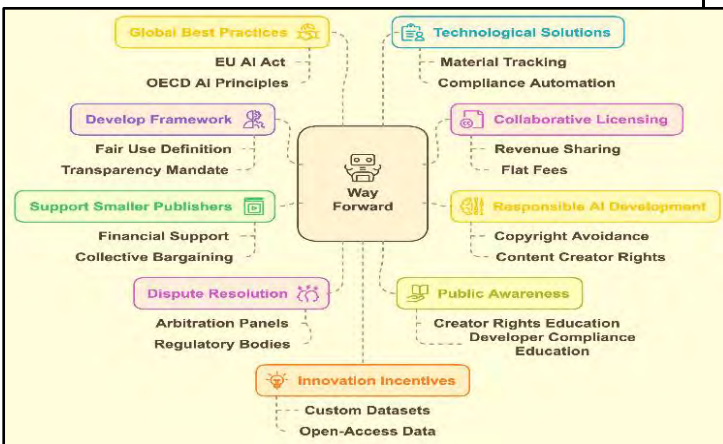 Global Best Practices
EU AI Act
OECD AI Principles
Technological Solutions
Material Tracking
Compliance Automation
Develop Framework
Fair Use Definition
Transparency Mandate
Collaborative Licensing
Revenue Sharing
Flat Fees
Way
Forward
Support Smaller Publishers
Financial Support
Collective Bargaining
Responsible AI Development
Copyright Avoidance
Content Creator Rights
Dispute Resolution
Arbitration Panels
Regulatory Bodies
Public Awareness
Creator Rights Education
Developer Compliance
Education
Innovation Incentives
Custom Datasets
Open-Access Data